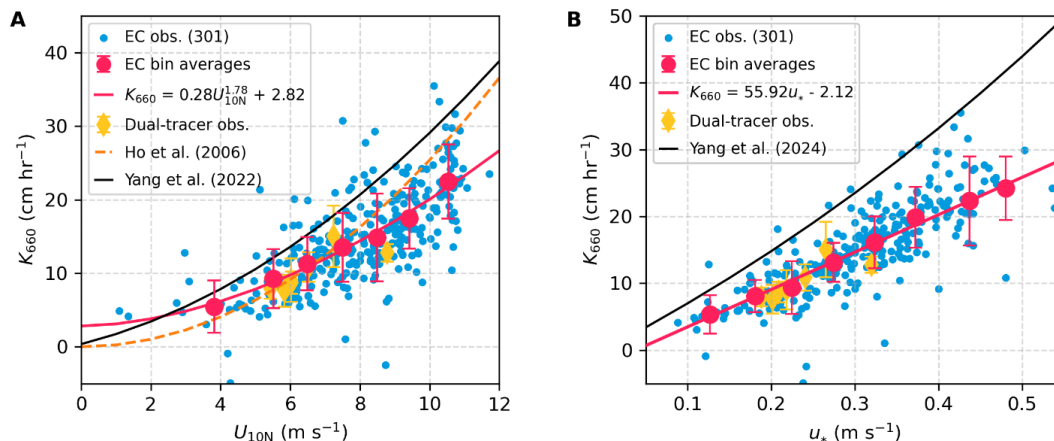 A
EC obs. (301)
EC bin averages
K₆₆₀ = 0.28U₁₀ₙ¹·⁷⁸ + 2.82
Dual-tracer obs.
Ho et al. (2006)
Yang et al. (2022)
K₆₆₀ (cm hr⁻¹)
40
30
20
10
0
0 2 4 6 8 10 12
U₁₀ₙ (m s⁻¹)
B
EC obs. (301)
EC bin averages
K₆₆₀ = 55.92u* - 2.12
Dual-tracer obs.
Yang et al. (2024)
K₆₆₀ (cm hr⁻¹)
50
40
30
20
10
0
0.1 0.2 0.3 0.4 0.5
u* (m s⁻¹)